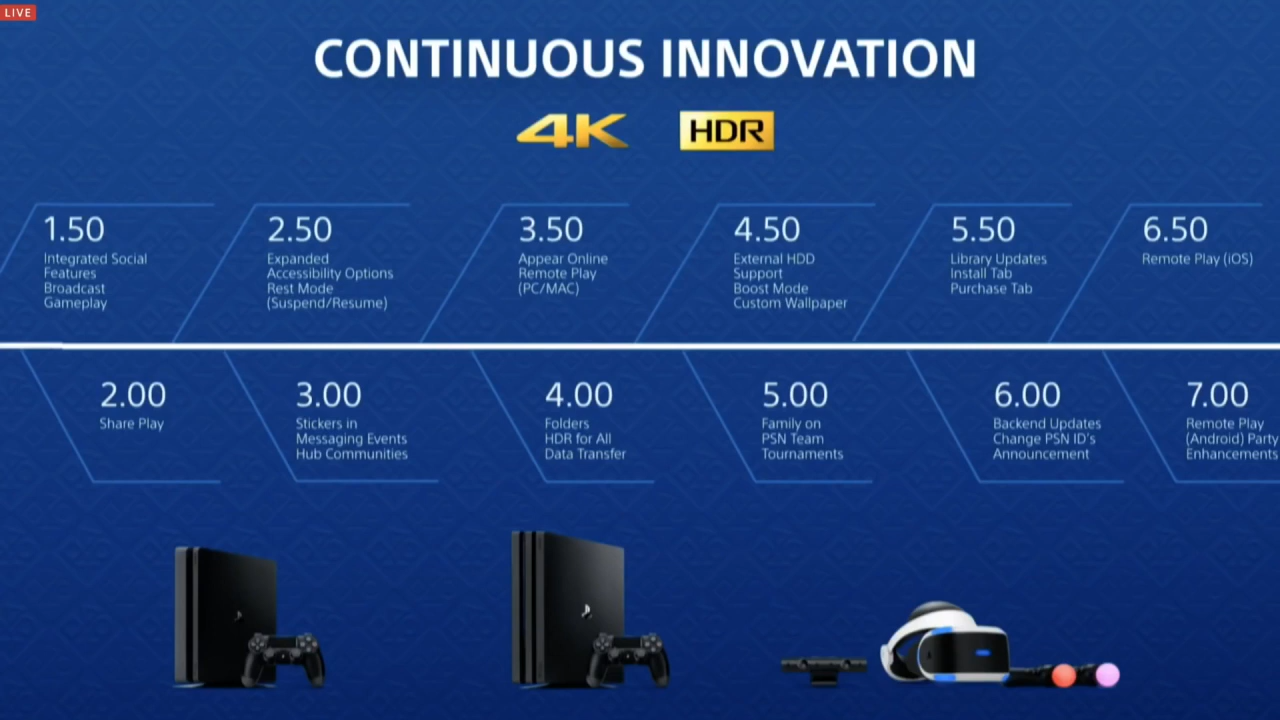 LIVE
CONTINUOUS INNOVATION
4K HDR
1.50
Integrated Social
Features
Broadcast
Gameplay
2.50
Expanded
Accessibility Options
Rest Mode
(Suspend/Resume)
3.50
Appear Online
Remote Play
(PC/MAC)
4.50
External HDD
Support
Boost Mode
Custom Wallpaper
5.50
Library Updates
Install Tab
Purchase Tab
6.50
Remote Play (iOS)
2.00
Share Play
3.00
Stickers in
Messaging Events
Hub Communities
4.00
Folders
HDR for All
Data Transfer
5.00
Family on
PSN Team
Tournaments
6.00
Backend Updates
Change PSN ID's
Announcement
7.00
Remote Play
(Android) Party
Enhancements